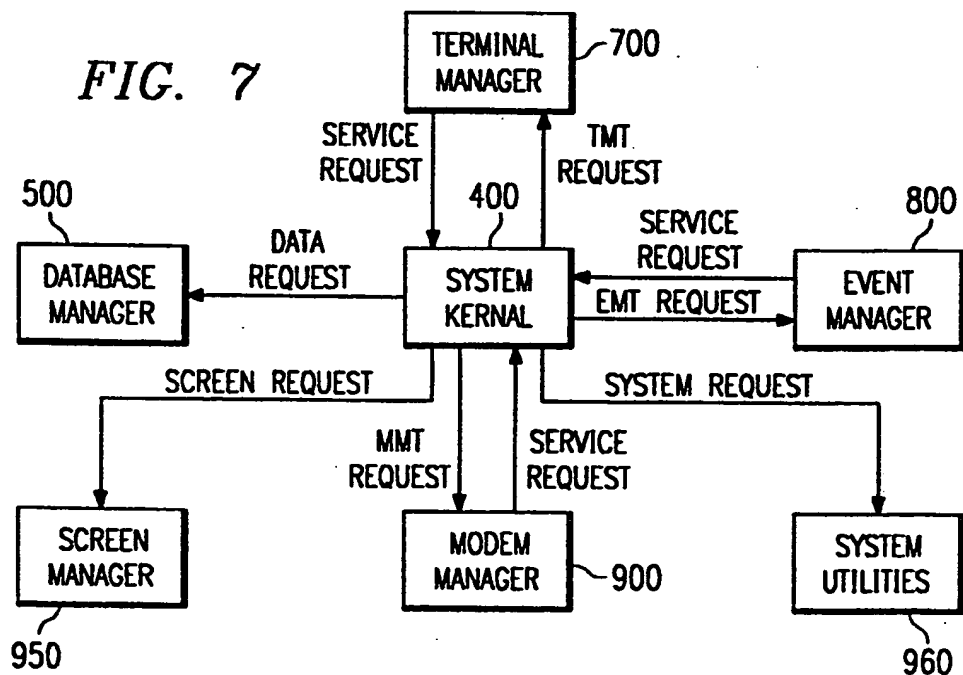 FIG. 7
TERMINAL
MANAGER
700
SERVICE
REQUEST
TMT
REQUEST
500
400
800
DATABASE
MANAGER
DATA
REQUEST
SYSTEM
KERNAL
SERVICE
REQUEST
EMT REQUEST
EVENT
MANAGER
SCREEN REQUEST
MMT
REQUEST
SERVICE
REQUEST
SYSTEM REQUEST
SCREEN
MANAGER
950
MODEM
MANAGER
900
SYSTEM
UTILITIES
960